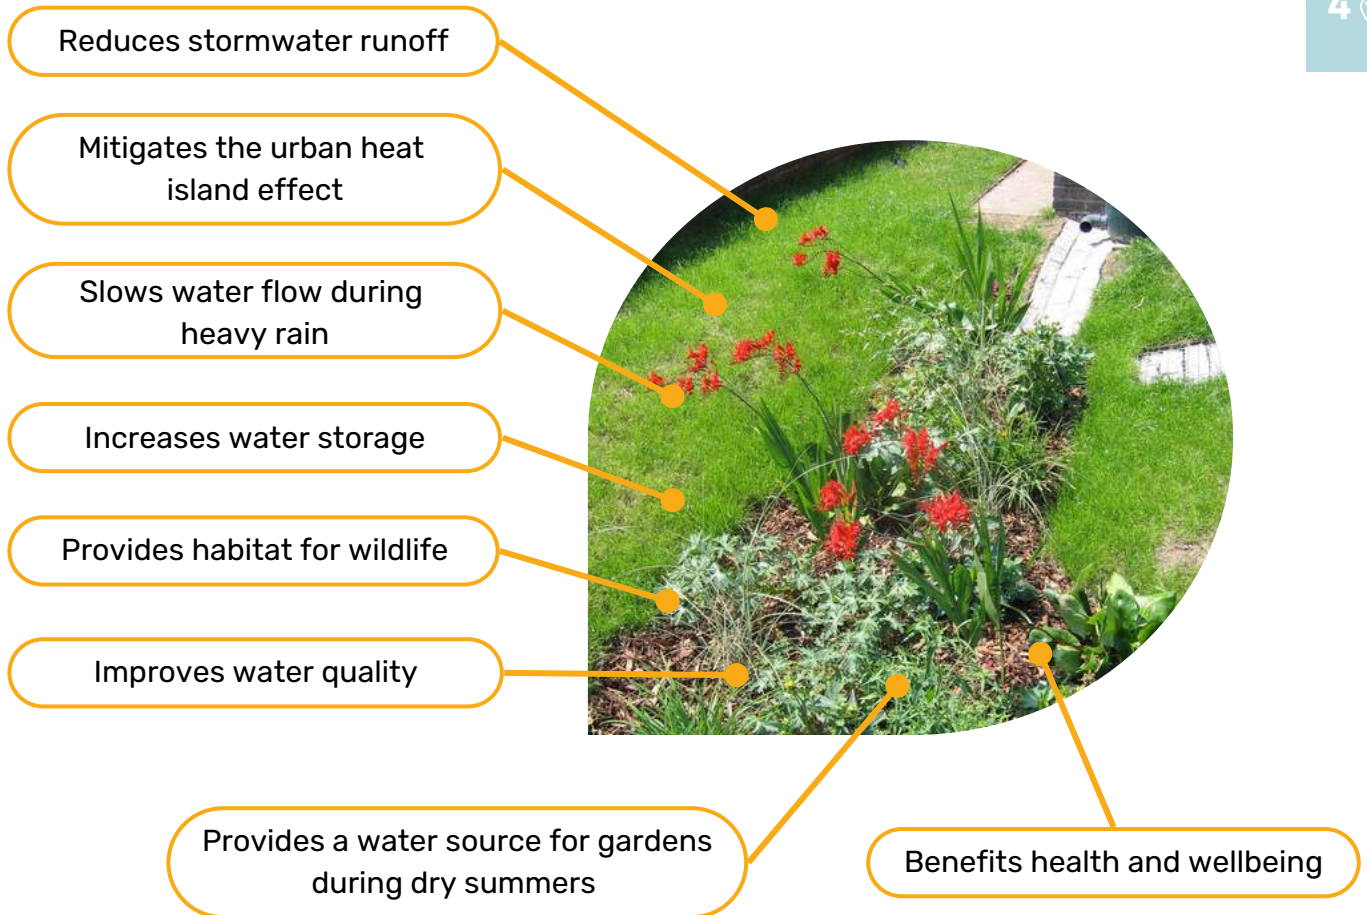 4
Reduces stormwater runoff
Mitigates the urban heat
island effect
Slows water flow during
heavy rain
Increases water storage
Provides habitat for wildlife
Improves water quality
Provides a water source for gardens
during dry summers
Benefits health and wellbeing